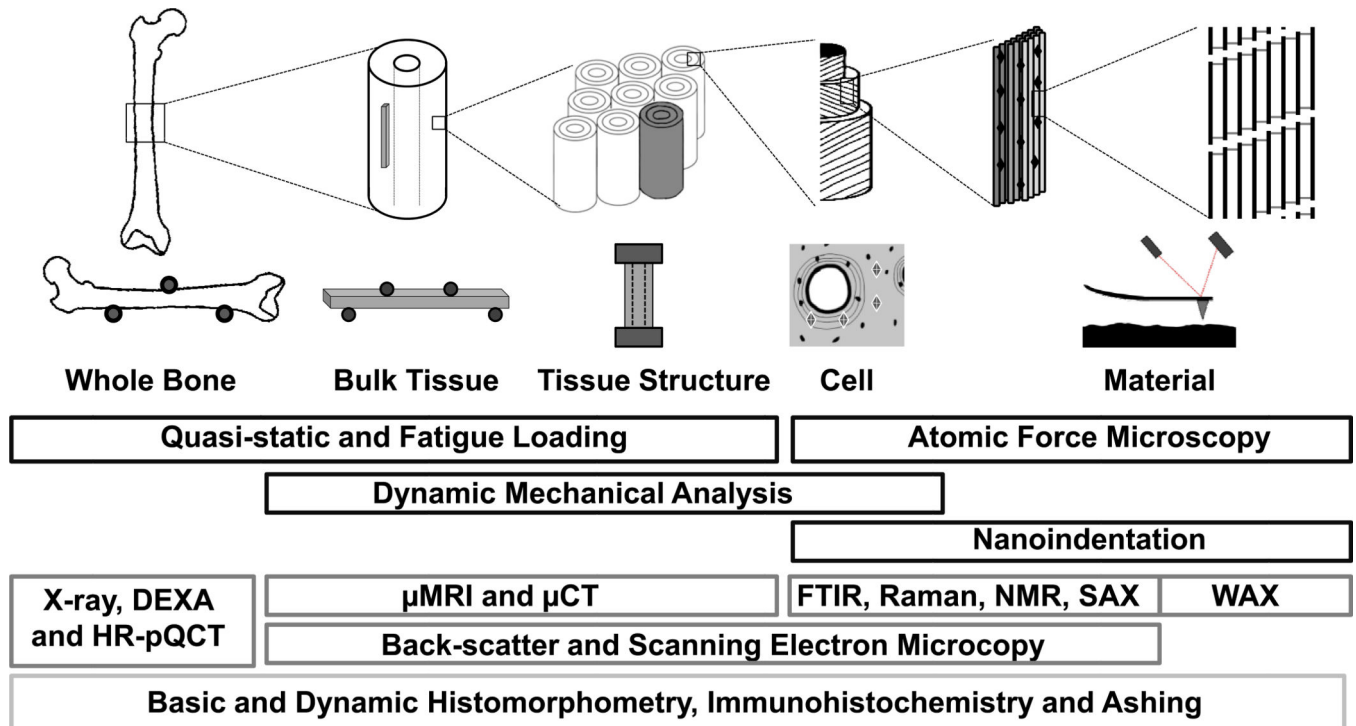 Whole Bone
Bulk Tissue
Tissue Structure
Cell
Material
Quasi-static and Fatigue Loading
Atomic Force Microscopy
Dynamic Mechanical Analysis
Nanoindentation
X-ray, DEXA
and HR-pQCT
µMRI and µCT
FTIR, Raman, NMR, SAX
WAX
Back-scatter and Scanning Electron Microcopy
Basic and Dynamic Histomorphometry, Immunohistochemistry and Ashing